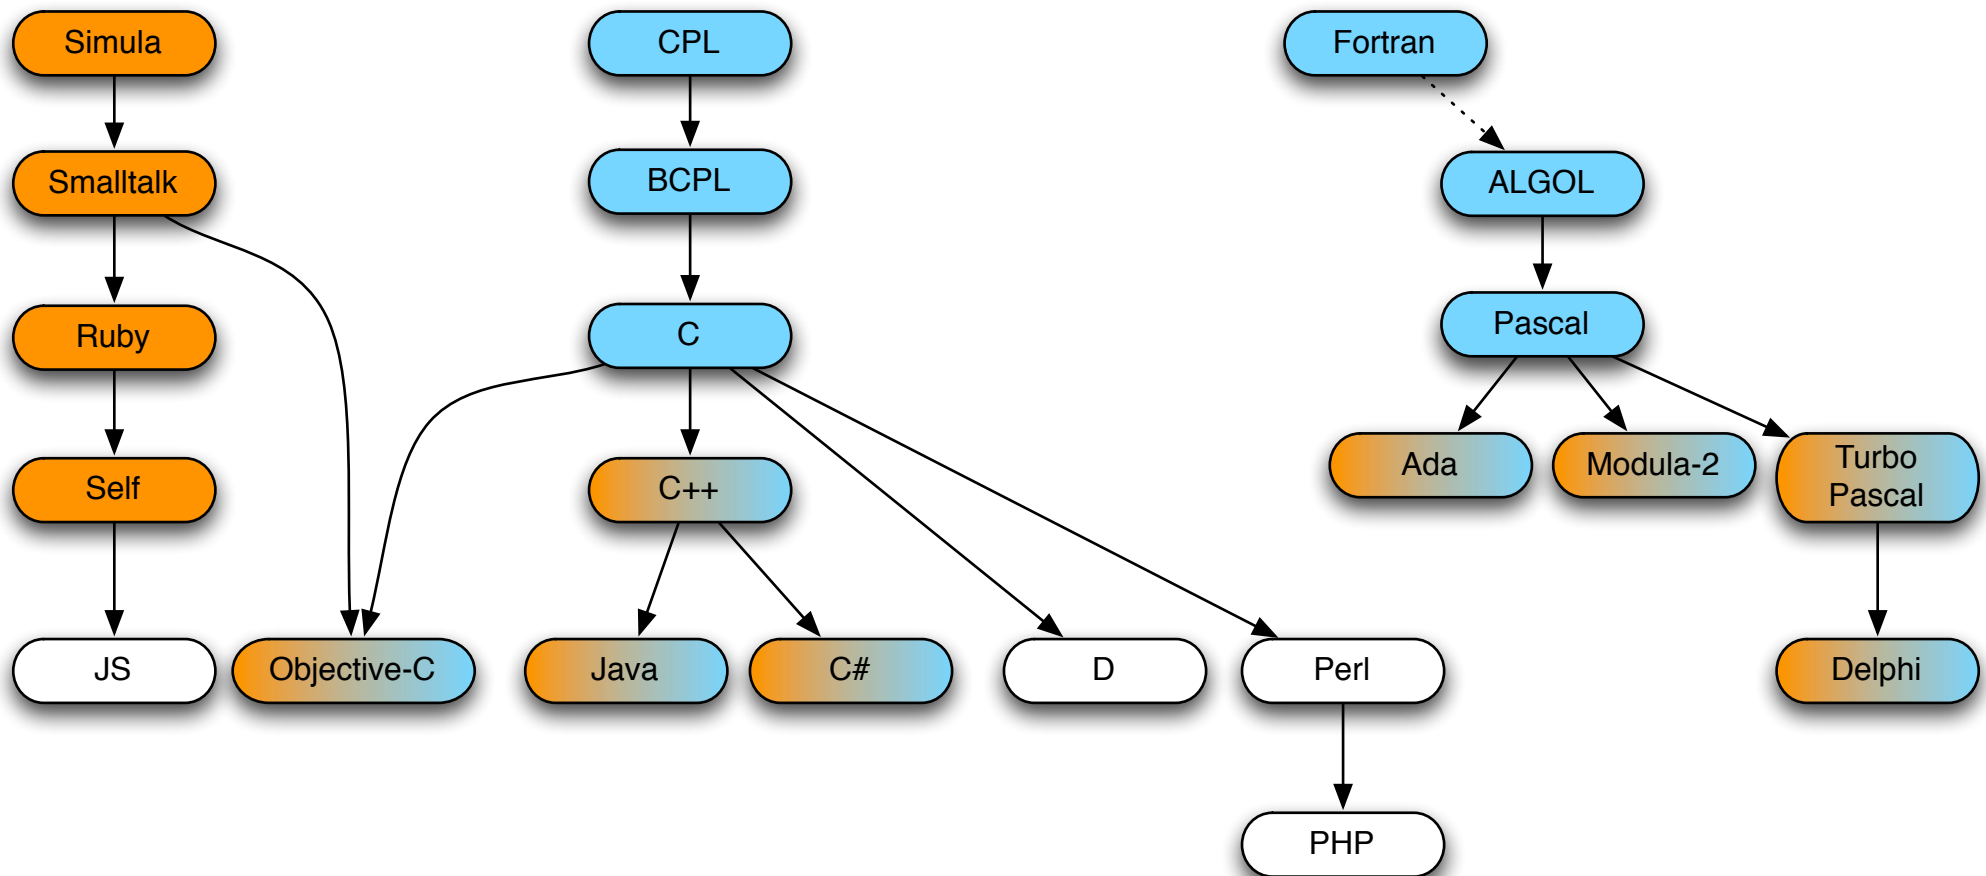 Simula
CPL
Fortran
Smalltalk
BCPL
ALGOL
Ruby
C
Pascal
Self
C++
Ada
Modula-2
Turbo
Pascal
JS
Objective-C
Java
C#
D
Perl
Delphi
PHP